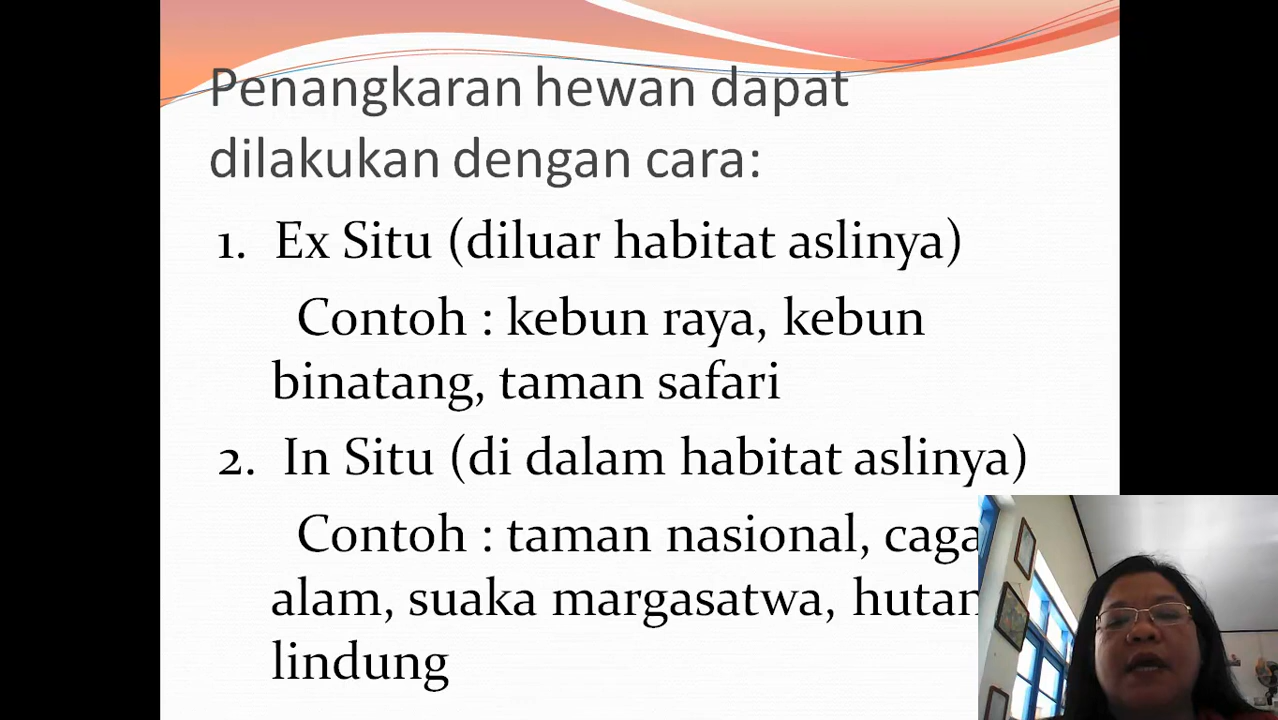 Penangkaran hewan dapat
dilakukan dengan cara:
1. Ex Situ (diluar habitat aslinya)
Contoh : kebun raya, kebun
binatang, taman safari
2. In Situ (di dalam habitat aslinya)
Contoh : taman nasional, caga
alam, suaka margasatwa, hutan
lindung